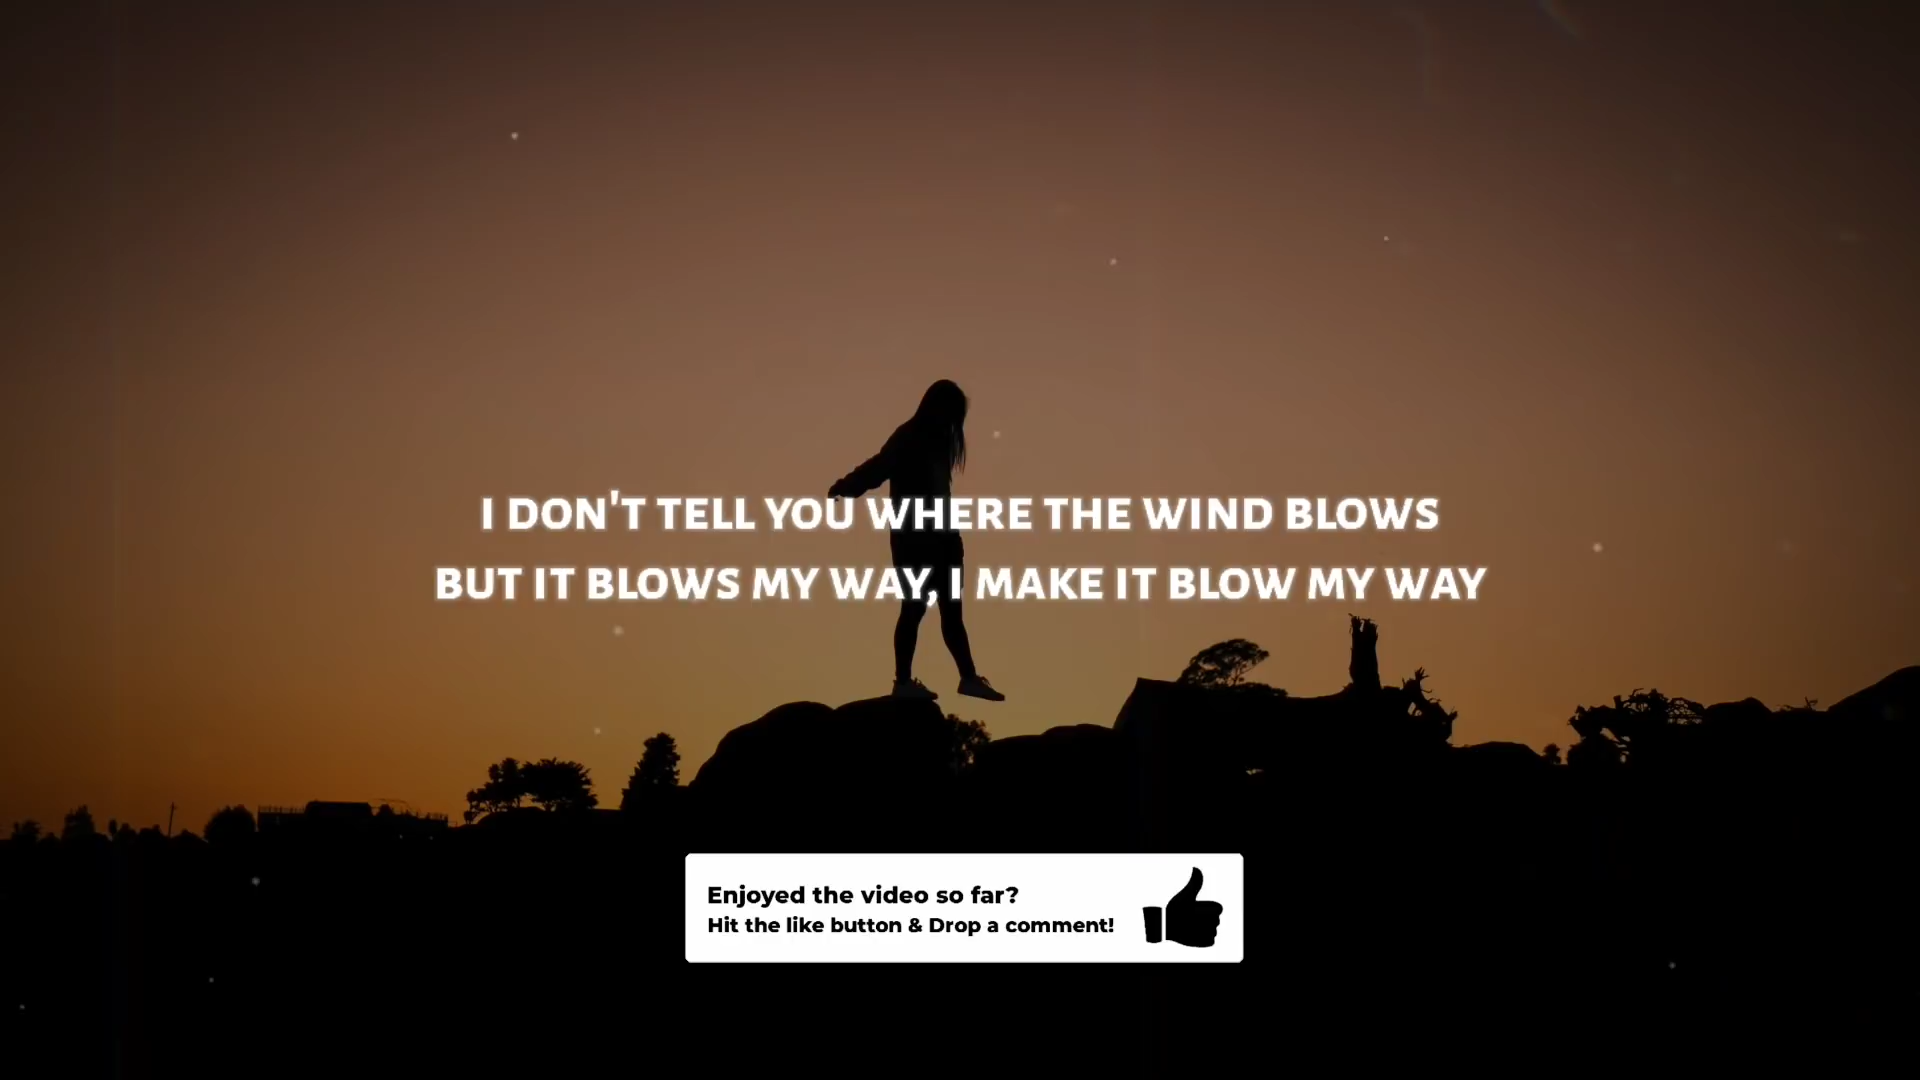 I DON'T TELL YOU WHERE THE WIND BLOWS
BUT IT BLOWS MY WAY, I MAKE IT BLOW MY WAY
Enjoyed the video so far?
Hit the like button & Drop a comment!